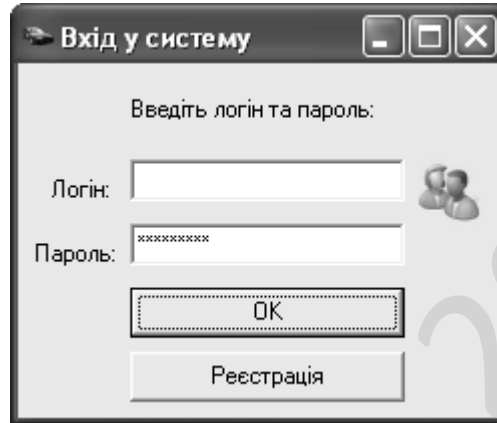 Вхід у систему
Введіть логін та пароль:
Логін:
Пароль: *********
OK
Реєстрація